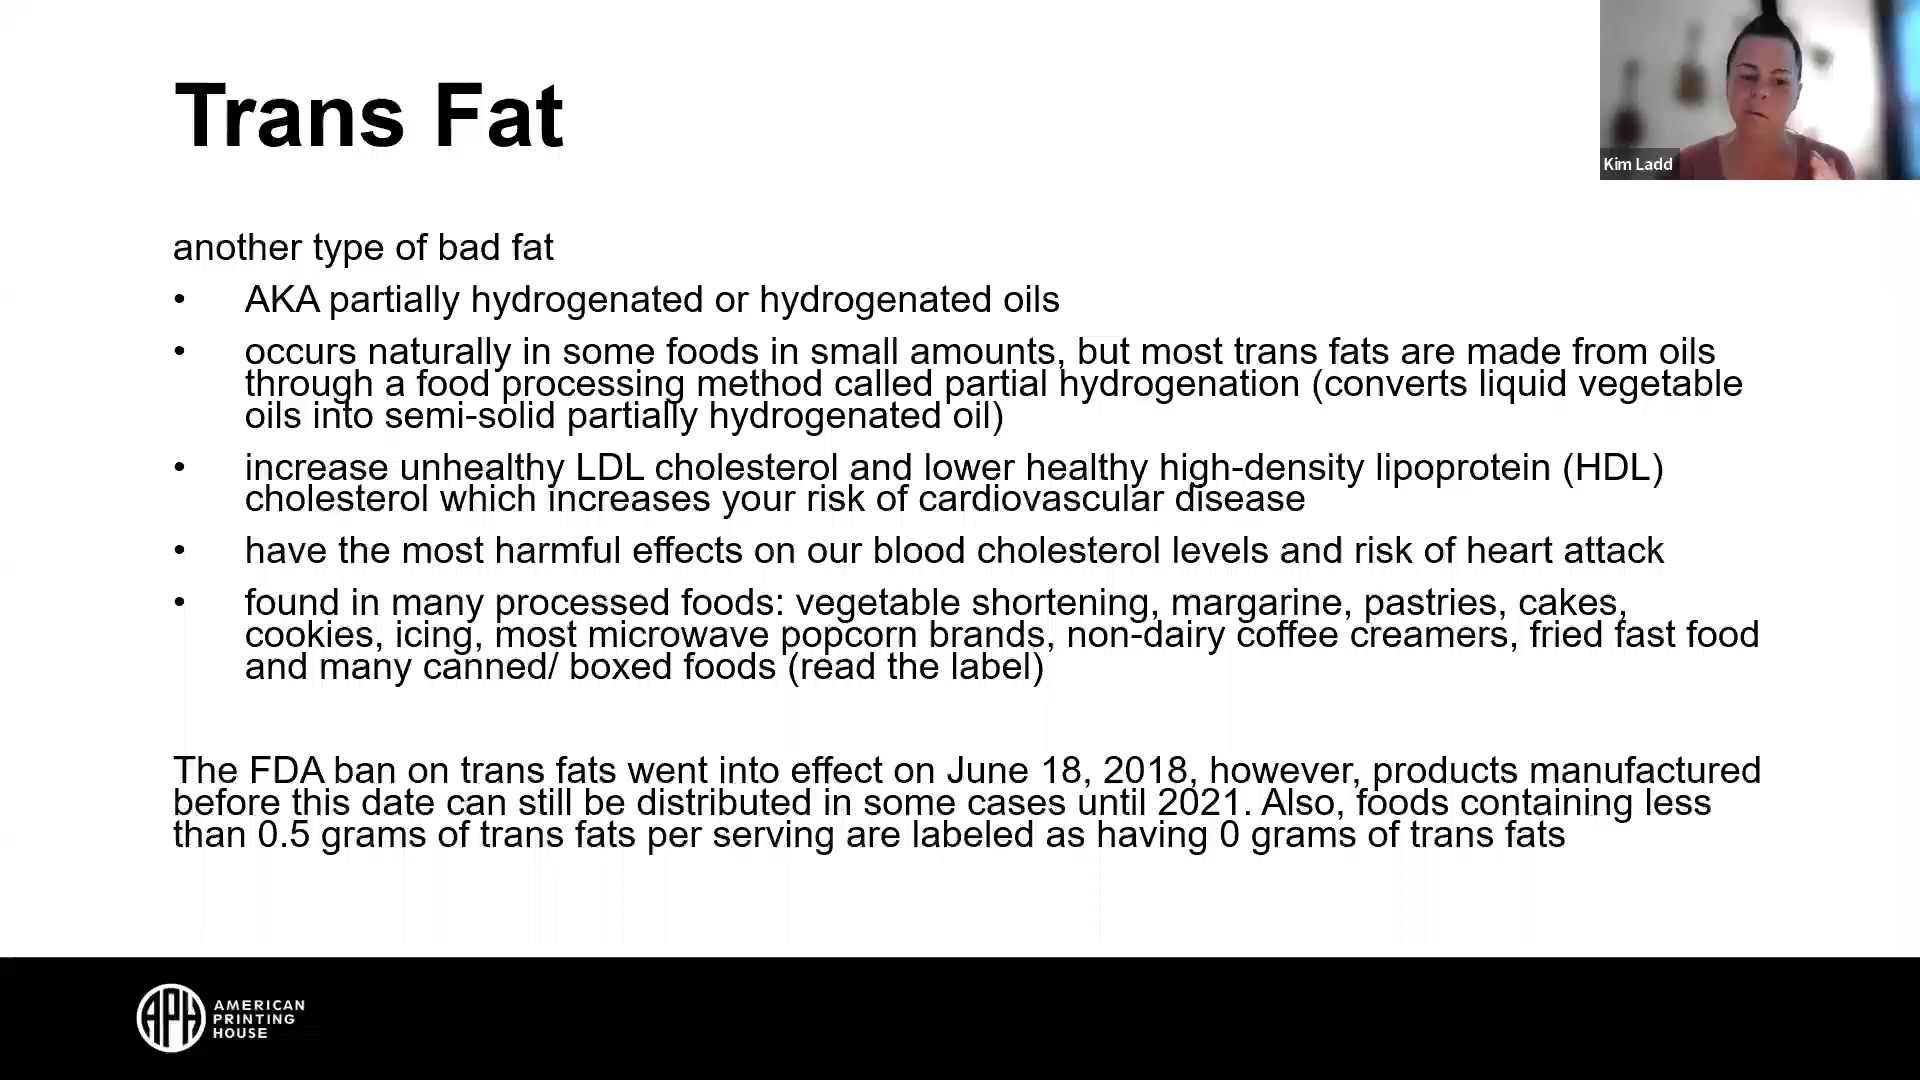 Trans Fat
Kim Ladd
another type of bad fat
• AKA partially hydrogenated or hydrogenated oils
• occurs naturally in some foods in small amounts, but most trans fats are made from oils
through a food processing method called partial hydrogenation (converts liquid vegetable
oils into semi-solid partially hydrogenated oil)
• increase unhealthy LDL cholesterol and lower healthy high-density lipoprotein (HDL)
cholesterol which increases your risk of cardiovascular disease
• have the most harmful effects on our blood cholesterol levels and risk of heart attack
• found in many processed foods: vegetable shortening, margarine, pastries, cakes,
cookies, icing, most microwave popcorn brands, non-dairy coffee creamers, fried fast food
and many canned/ boxed foods (read the label)
The FDA ban on trans fats went into effect on June 18, 2018, however, products manufactured
before this date can still be distributed in some cases until 2021. Also, foods containing less
than 0.5 grams of trans fats per serving are labeled as having 0 grams of trans fats
APH
AMERICAN
PRINTING
HOUSE